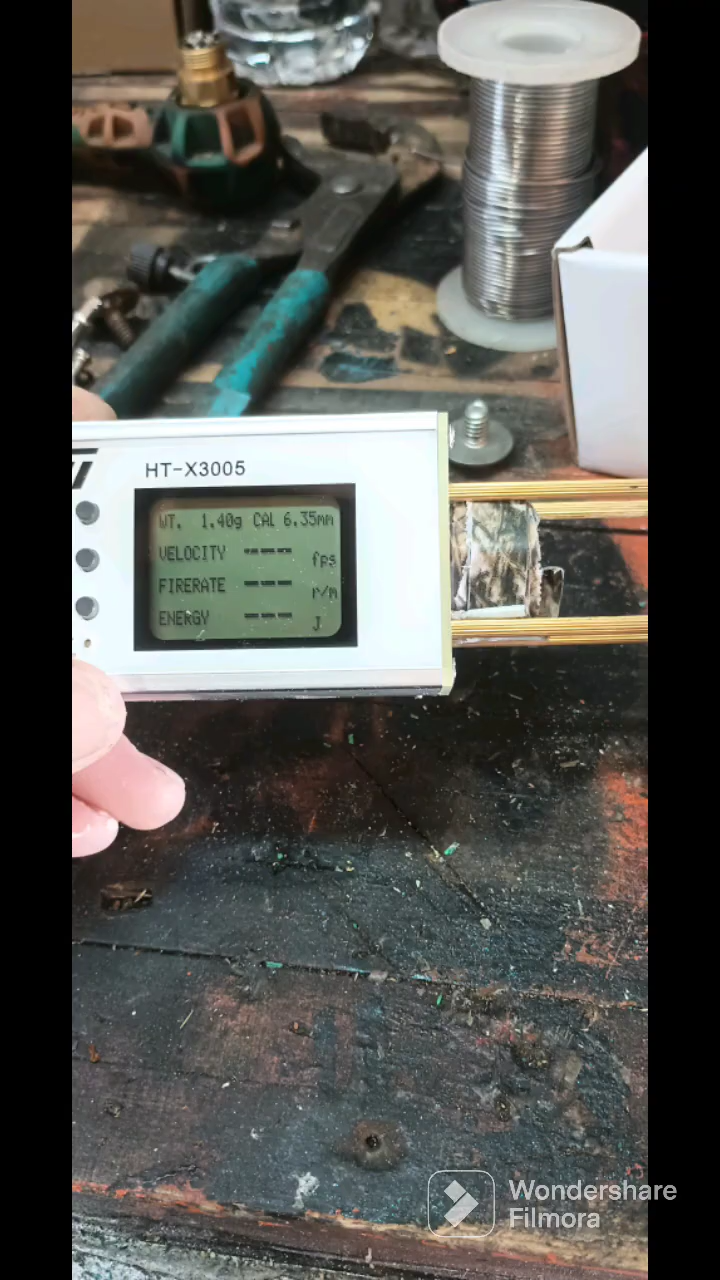 HT-X3005
WT. 1.40g CAL 6.35mm
VELOCITY --- fps
FIRERATE --- r/m
ENERGY --- J
Wondershare
Filmora